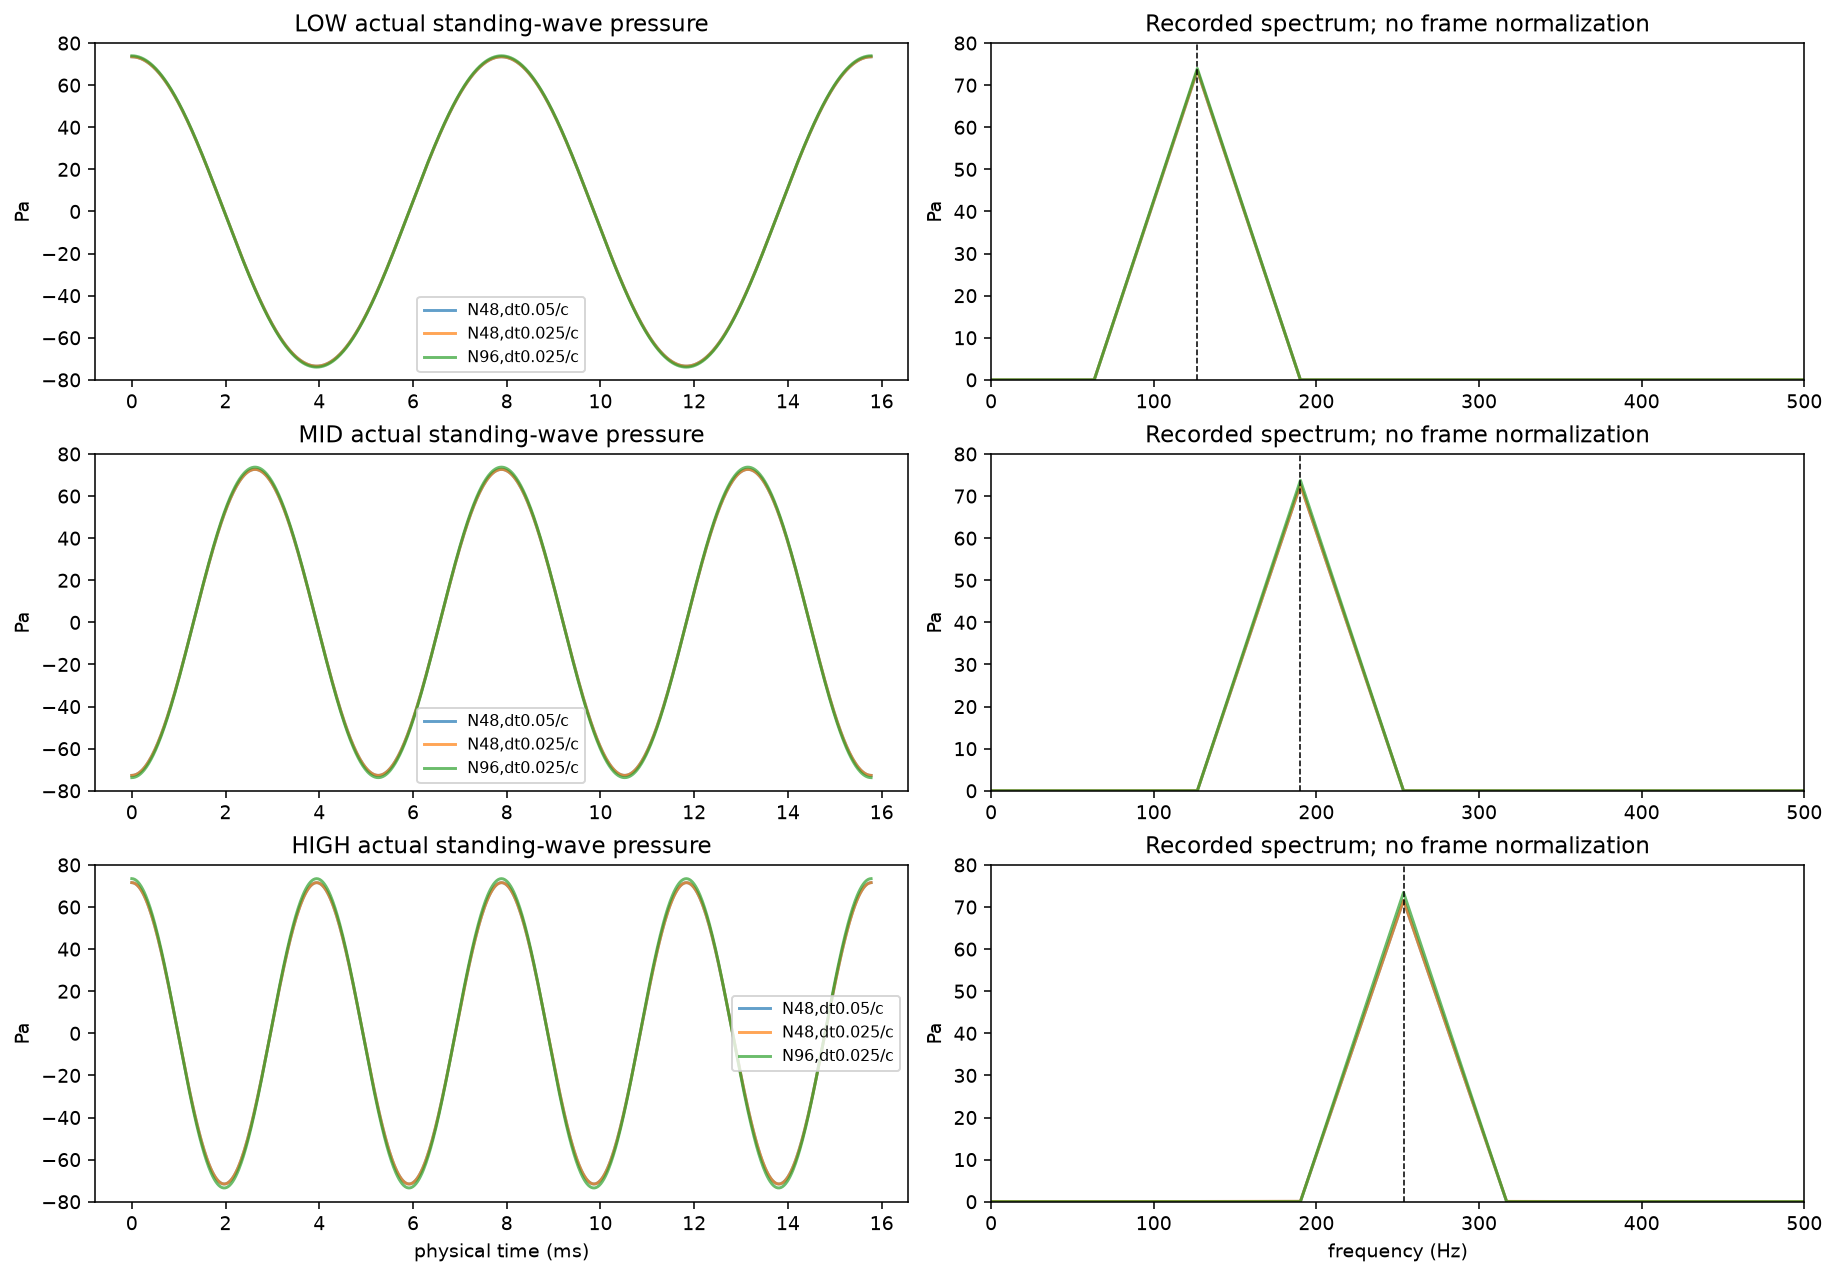 LOW actual standing-wave pressure
Pa
80
60
40
20
0
−20
−40
−60
−80
N48,dt0.05/c
N48,dt0.025/c
N96,dt0.025/c
0 2 4 6 8 10 12 14 16
Recorded spectrum; no frame normalization
Pa
80
70
60
50
40
30
20
10
0
0 100 200 300 400 500
MID actual standing-wave pressure
Pa
80
60
40
20
0
−20
−40
−60
−80
N48,dt0.05/c
N48,dt0.025/c
N96,dt0.025/c
0 2 4 6 8 10 12 14 16
Recorded spectrum; no frame normalization
Pa
80
70
60
50
40
30
20
10
0
0 100 200 300 400 500
HIGH actual standing-wave pressure
Pa
80
60
40
20
0
−20
−40
−60
−80
N48,dt0.05/c
N48,dt0.025/c
N96,dt0.025/c
0 2 4 6 8 10 12 14 16
physical time (ms)
Recorded spectrum; no frame normalization
Pa
80
70
60
50
40
30
20
10
0
0 100 200 300 400 500
frequency (Hz)